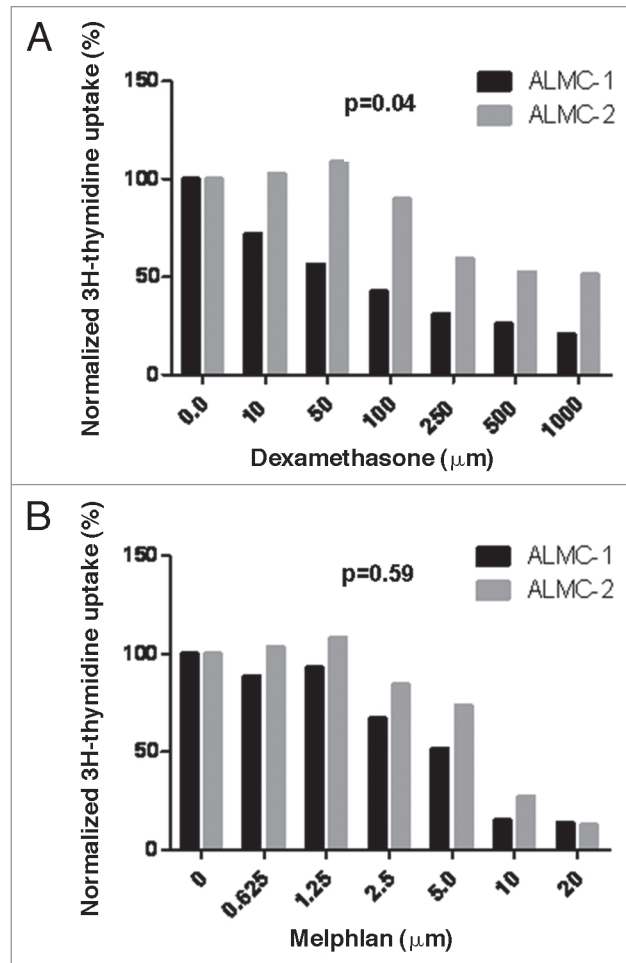 A
Normalized 3H-thymidine uptake (%)
150
100
50
0
p=0.04
ALMC-1
ALMC-2
0.0 10 50 100 250 500 1000
Dexamethasone (μm)
B
Normalized 3H-thymidine uptake (%)
150
100
50
0
p=0.59
ALMC-1
ALMC-2
0 0.625 1.25 2.5 5.0 10 20
Melphlan (μm)